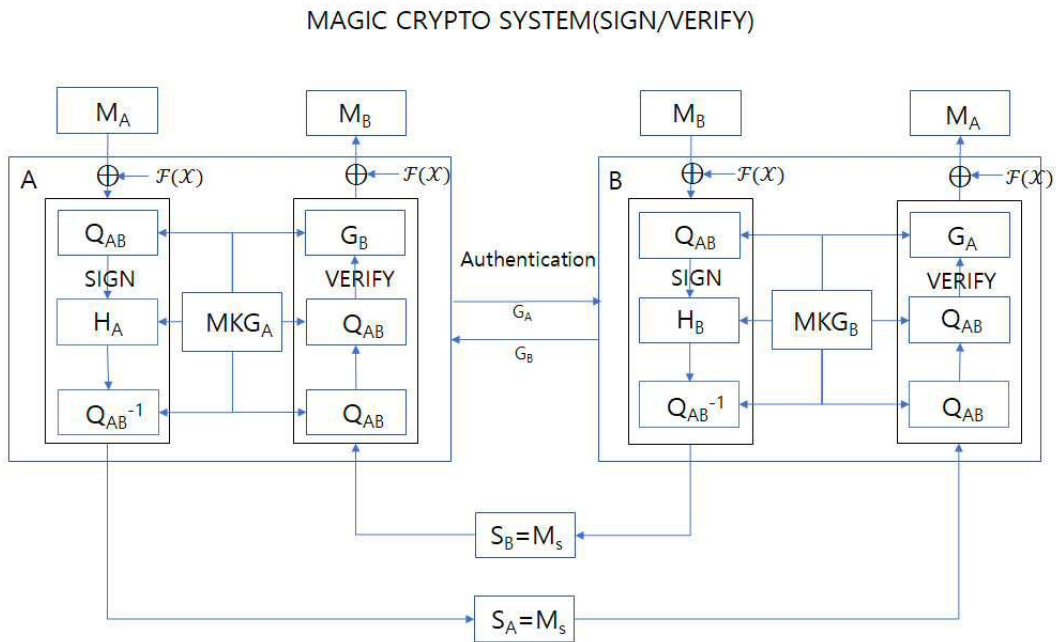 MAGIC CRYPTO SYSTEM(SIGN/VERIFY)
M_A
M_B
M_B
M_A
A
⊕
ℱ(𝒳)
⊕
ℱ(𝒳)
B
⊕
ℱ(𝒳)
⊕
ℱ(𝒳)
Q_AB
G_B
Q_AB
G_A
SIGN
VERIFY
Authentication
SIGN
VERIFY
H_A
MKG_A
Q_AB
G_A
H_B
MKG_B
Q_AB
G_B
Q_AB⁻¹
Q_AB
Q_AB⁻¹
Q_AB
S_B=M_s
S_A=M_s